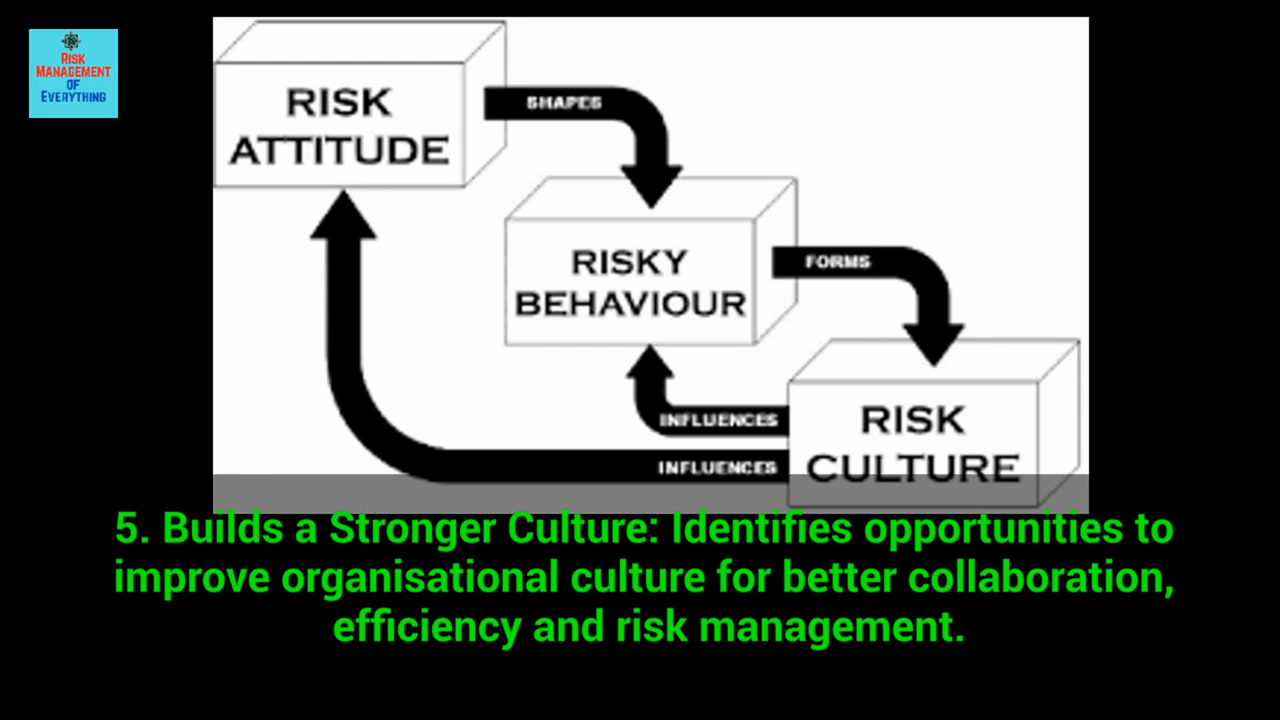 RISK
MANAGEMENT
OF
EVERYTHING
RISK
ATTITUDE
SHAPES
RISKY
BEHAVIOUR
FORMS
INFLUENCES
INFLUENCES
RISK
CULTURE
5. Builds a Stronger Culture: Identifies opportunities to
improve organisational culture for better collaboration,
efficiency and risk management.